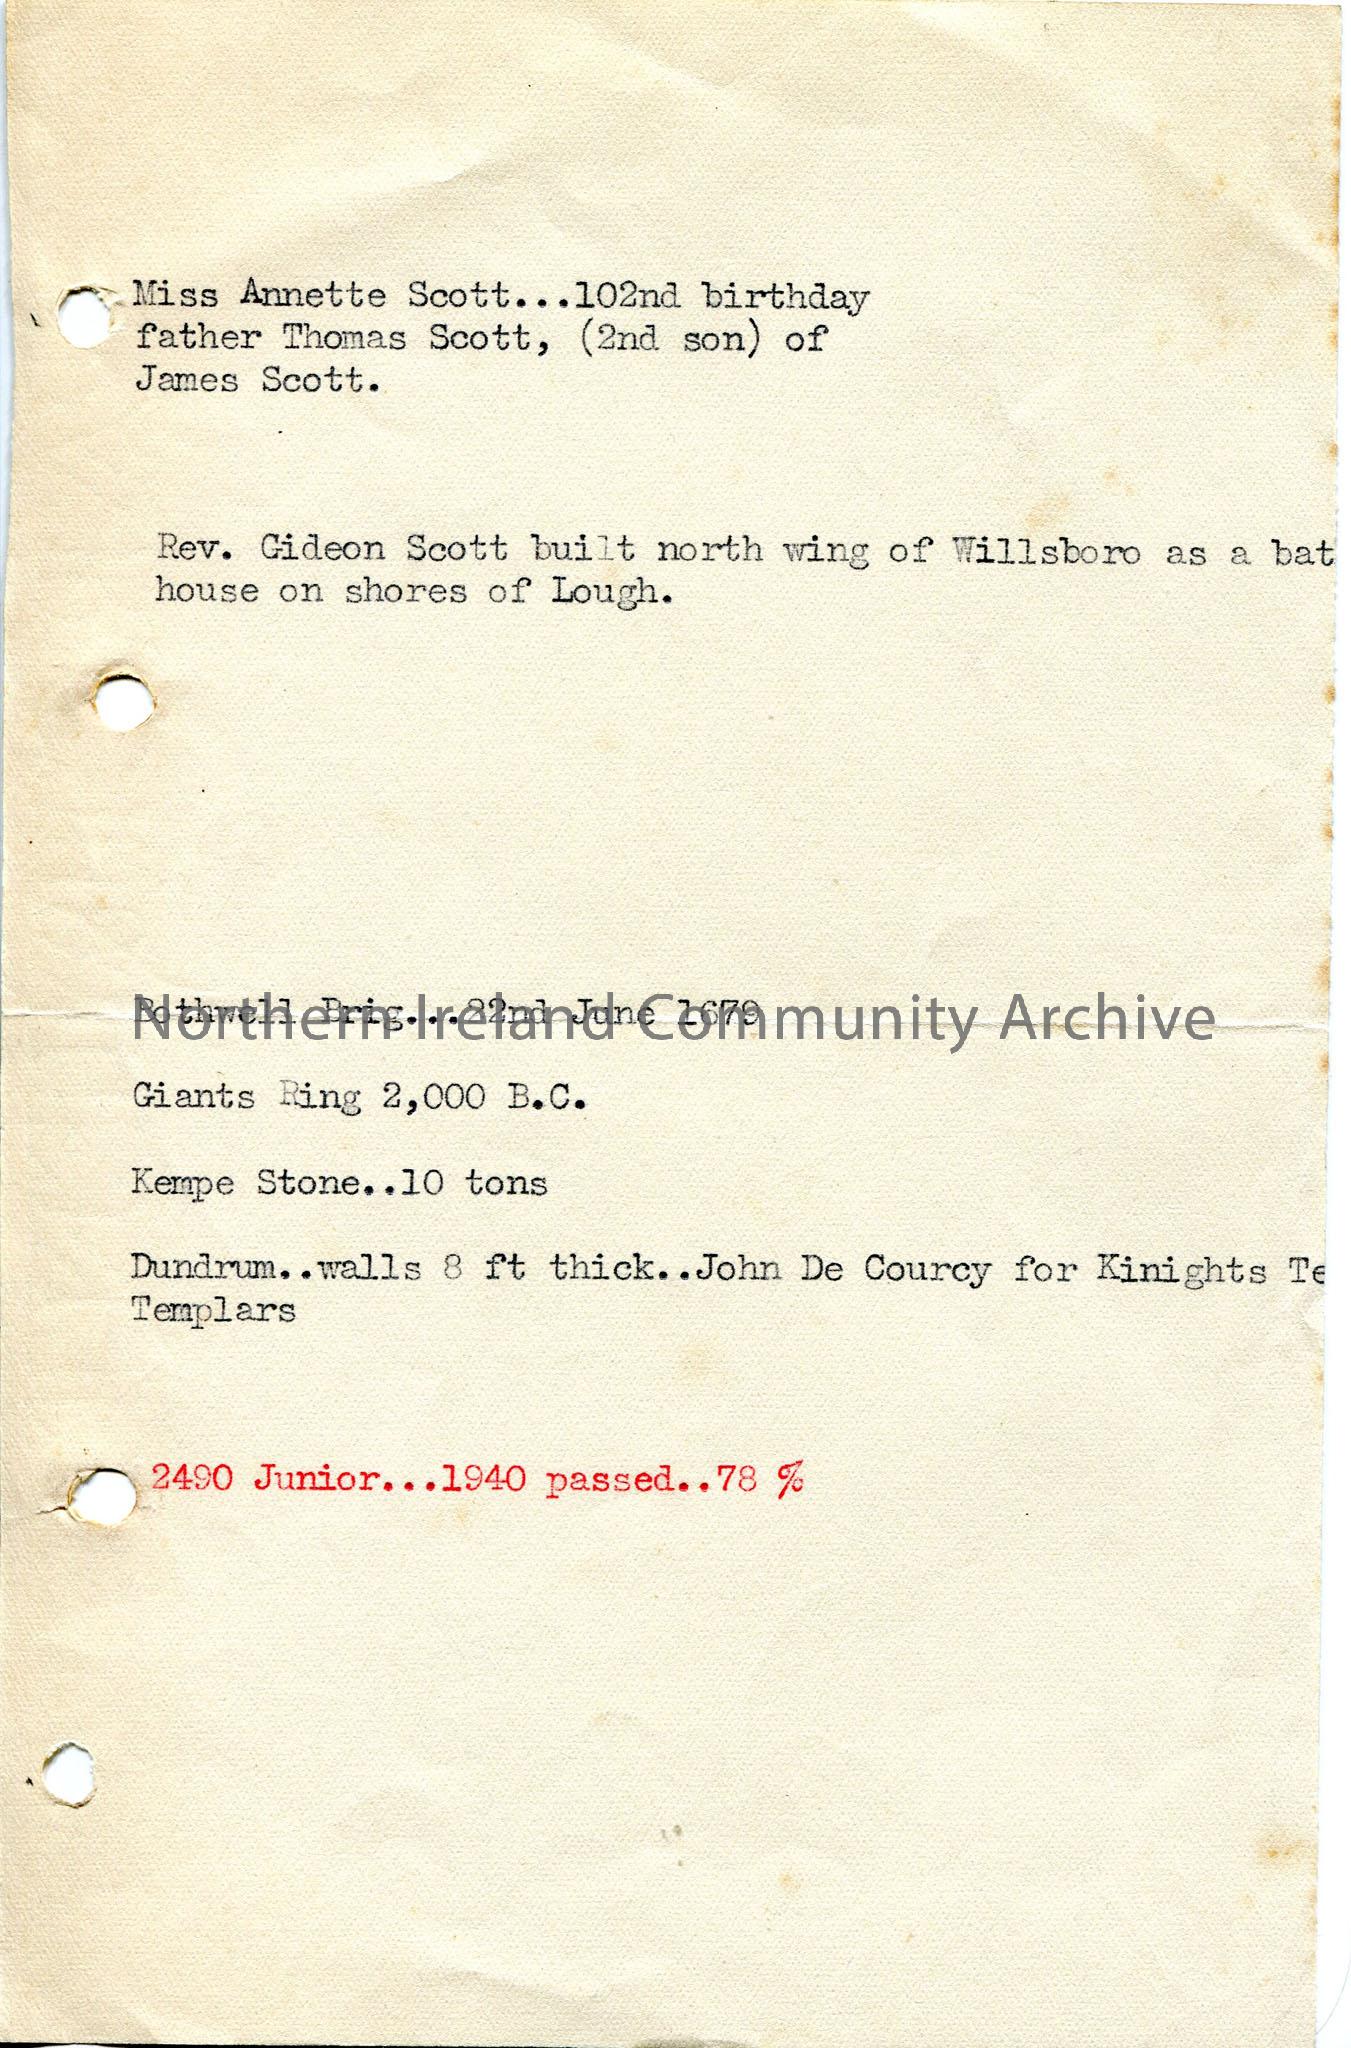 Miss Annette Scott...102nd birthday
father Thomas Scott, (2nd son) of
James Scott.
Rev. Gideon Scott built north wing of Willsboro as a bat
house on shores of Lough.
Bothwell Brig...22nd June 1679
Northern Ireland Community Archive
Giants Ring 2,000 B.C.
Kempe Stone..10 tons
Dundrum..walls 8 ft thick..John De Courcy for Kinights Te
Templars
2490 Junior...1940 passed..78 %